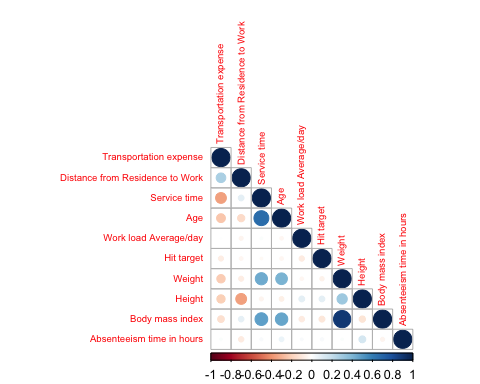 Transportation expense
Distance from Residence to Work
Service time
Age
Work load Average/day
Hit target
Weight
Height
Body mass index
Absenteeism time in hours
Transportation expense
Distance from Residence to Work
Service time
Age
Work load Average/day
Hit target
Weight
Height
Body mass index
Absenteeism time in hours
-1 -0.8 -0.6 -0.4 -0.2 0 0.2 0.4 0.6 0.8 1